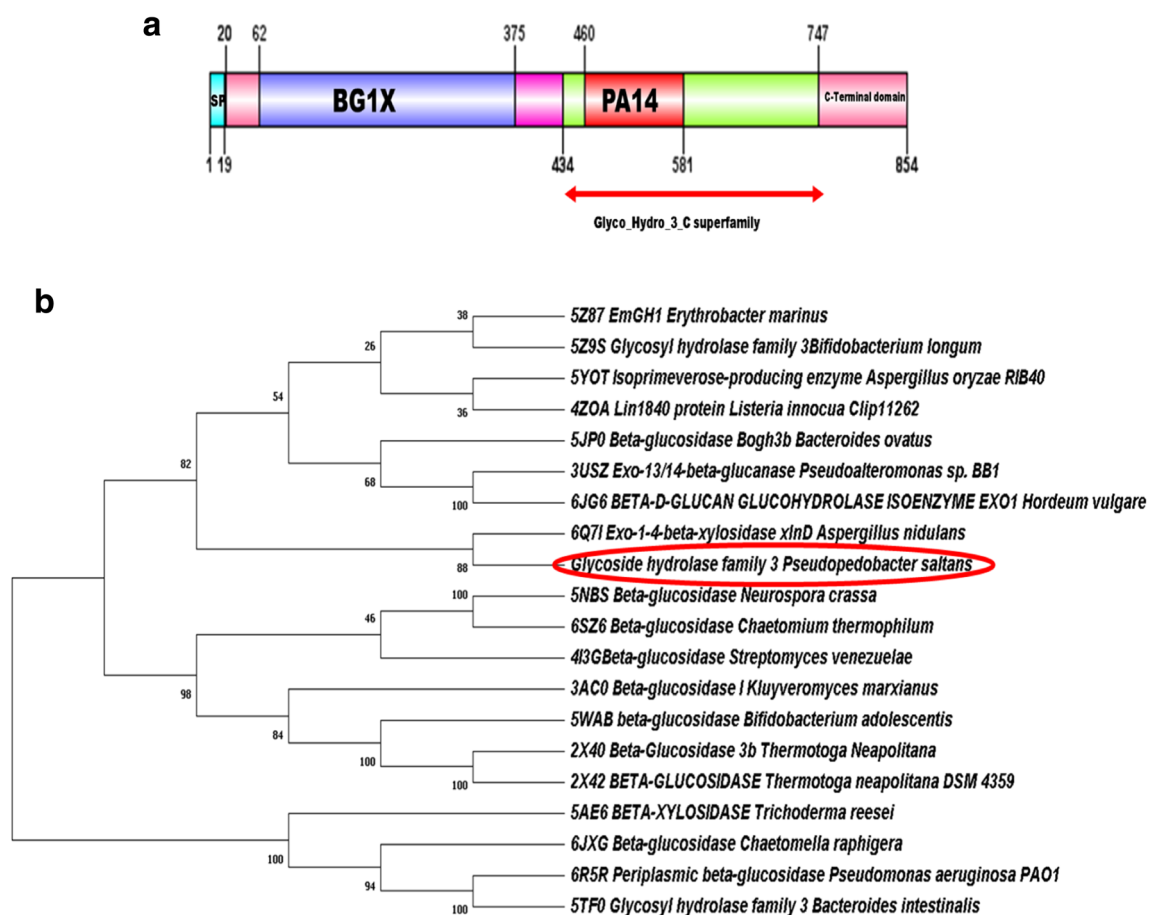 a
20 62 375 460 747
SP BG1X PA14 C-Terminal domain
1 19 434 581 854
Glyco_Hydro_3_C superfamily
b
38 5Z87 EmGH1 Erythrobacter marinus
26 5Z9S Glycosyl hydrolase family 3Bifidobacterium longum
5YOT Isoprimeverose-producing enzyme Aspergillus oryzae RIB40
54 36 4ZOA Lin1840 protein Listeria innocua Clip11262
5JP0 Beta-glucosidase Bogh3b Bacteroides ovatus
82 68 3USZ Exo-13/14-beta-glucanase Pseudoalteromonas sp. BB1
100 6JG6 BETA-D-GLUCAN GLUCOHYDROLASE ISOENZYME EXO1 Hordeum vulgare
6Q7I Exo-1-4-beta-xylosidase xlnD Aspergillus nidulans
88 Glycoside hydrolase family 3 Pseudopedobacter saltans
100 5NBS Beta-glucosidase Neurospora crassa
46 6SZ6 Beta-glucosidase Chaetomium thermophilum
4I3GBeta-glucosidase Streptomyces venezuelae
98 3AC0 Beta-glucosidase I Kluyveromyces marxianus
84 5WAB beta-glucosidase Bifidobacterium adolescentis
100 2X40 Beta-Glucosidase 3b Thermotoga Neapolitana
100 2X42 BETA-GLUCOSIDASE Thermotoga neapolitana DSM 4359
5AE6 BETA-XYLOSIDASE Trichoderma reesei
100 6JXG Beta-glucosidase Chaetomella raphigera
94 6R5R Periplasmic beta-glucosidase Pseudomonas aeruginosa PAO1
100 5TF0 Glycosyl hydrolase family 3 Bacteroides intestinalis